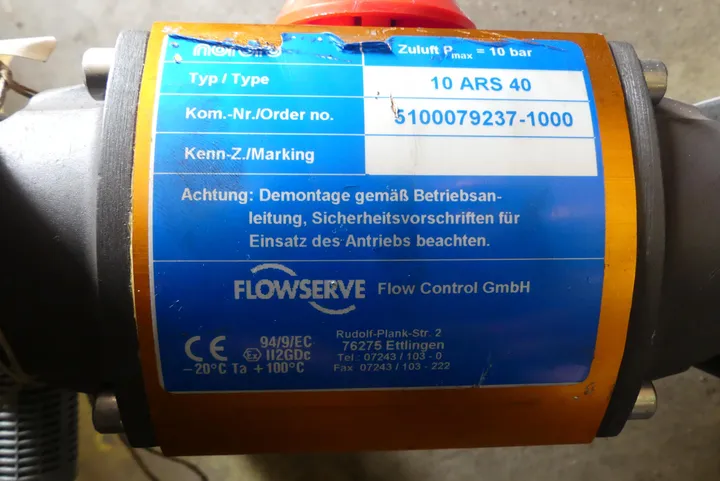 Zuluft Pmax = 10 bar
Typ / Type 10 ARS 40
Kom.-Nr./Order no. 5100079237-1000
Kenn-Z./Marking
Achtung: Demontage gemäß Betriebsan-
leitung, Sicherheitsvorschriften für
Einsatz des Antriebs beachten.
FLOWSERVE Flow Control GmbH
Rudolf-Plank-Str. 2
76275 Ettlingen
Tel.: 07243 / 103 - 0
Fax 07243 / 103 - 222
CE 94/9/EC
Ex II2GDc
-20°C Ta +100°C